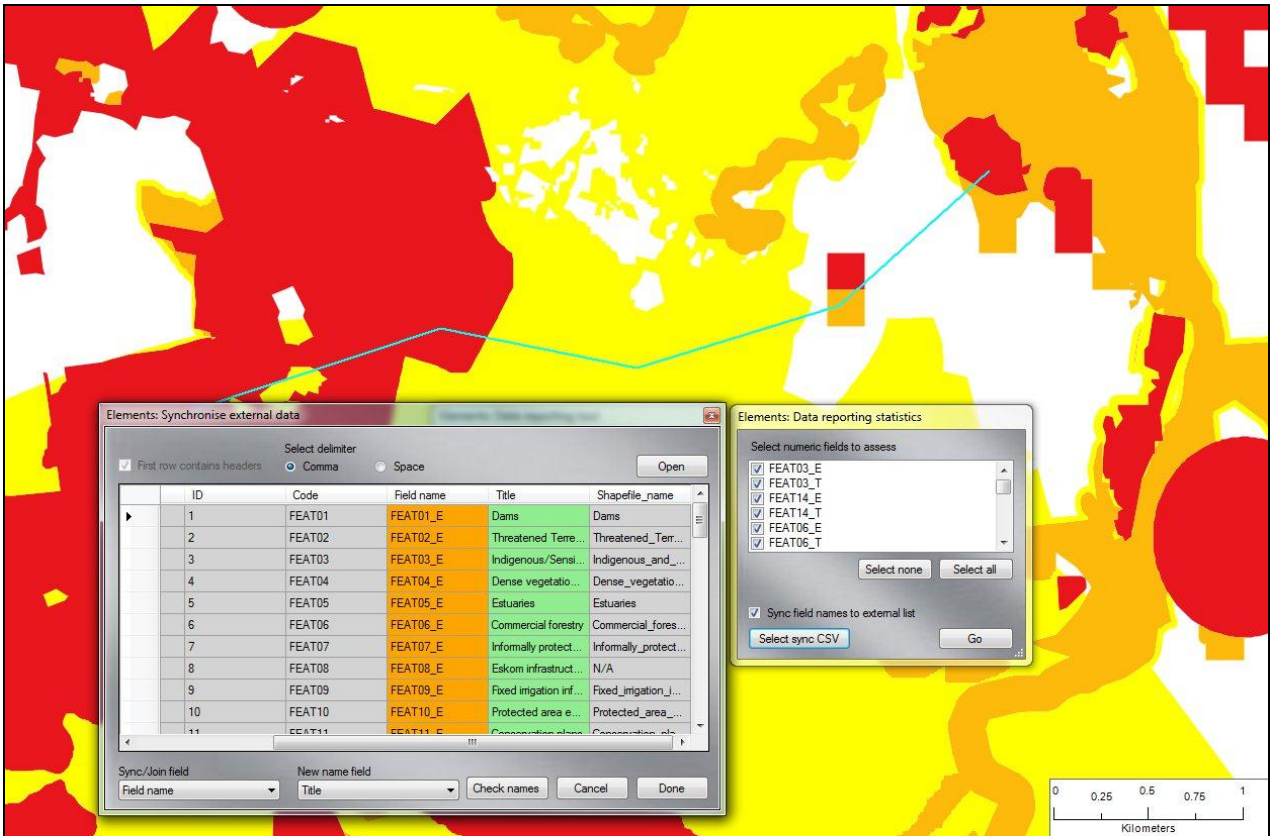 Elements: Synchronise external data
Select delimiter
First row contains headers
Comma
Space
Open
ID Code Field name Title Shapefile_name
1 FEAT01 FEAT01_E Dams Dams
2 FEAT02 FEAT02_E Threatened Terre... Threatened_Terr...
3 FEAT03 FEAT03_E Indigenous/Sensi... Indigenous_and_...
4 FEAT04 FEAT04_E Dense vegetatio... Dense_vegetatio...
5 FEAT05 FEAT05_E Estuaries Estuaries
6 FEAT06 FEAT06_E Commercial forestry Commercial_fores...
7 FEAT07 FEAT07_E Informally protect... Informally_protect...
8 FEAT08 FEAT08_E Eskom infrastruct... N/A
9 FEAT09 FEAT09_E Fixed irrigation inf... Fixed_irrigation_i...
10 FEAT10 FEAT10_E Protected area e... Protected_area_...
11 FEAT11 FEAT11_E Conservation plans Conservation_pla...
Sync/Join field
Field name
New name field
Title
Check names
Cancel
Done
Elements: Data reporting statistics
Select numeric fields to assess
FEAT03_E
FEAT03_T
FEAT14_E
FEAT14_T
FEAT06_E
FEAT06_T
Select none
Select all
Sync field names to external list
Select sync CSV
Go
0 0.25 0.5 0.75 1
Kilometers